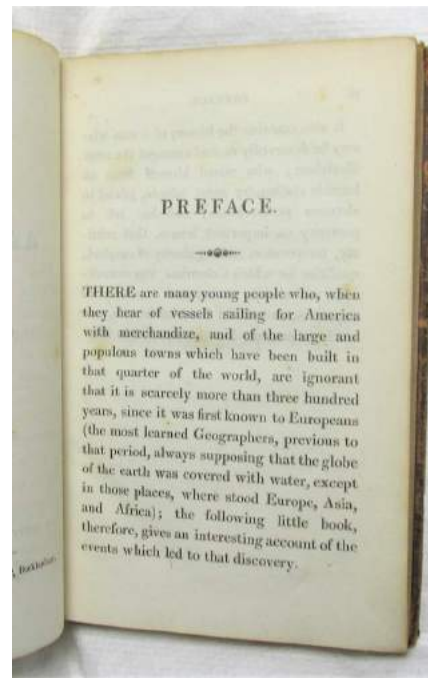 PREFACE.
THERE are many young people who, when
they hear of vessels sailing for America
with merchandize, and of the large and
populous towns which have been built in
that quarter of the world, are ignorant
that it is scarcely more than three hundred
years, since it was first known to Europeans
(the most learned Geographers, previous to
that period, always supposing that the globe
of the earth was covered with water, except
in those places, where stood Europe, Asia,
and Africa); the following little book,
therefore, gives an interesting account of the
events which led to that discovery.